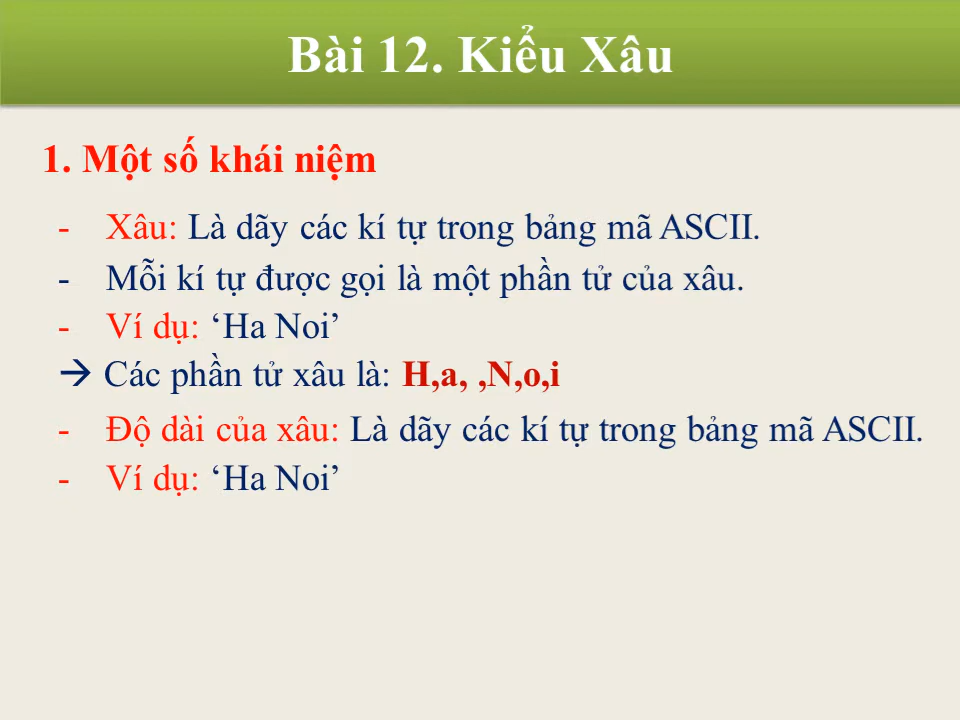 Bài 12. Kiểu Xâu
1. Một số khái niệm
- Xâu: Là dãy các kí tự trong bảng mã ASCII.
- Mỗi kí tự được gọi là một phần tử của xâu.
- Ví dụ: ‘Ha Noi’
→ Các phần tử xâu là: H,a, ,N,o,i
- Độ dài của xâu: Là dãy các kí tự trong bảng mã ASCII.
- Ví dụ: ‘Ha Noi’